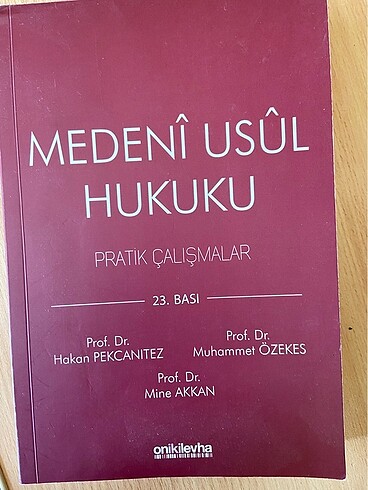 MEDENÎ USÛL
HUKUKU
PRATİK ÇALIŞMALAR
23. BASI
Prof. Dr.
Hakan PEKCANITEZ
Prof. Dr.
Muhammet ÖZEKES
Prof. Dr.
Mine AKKAN
onikilevha